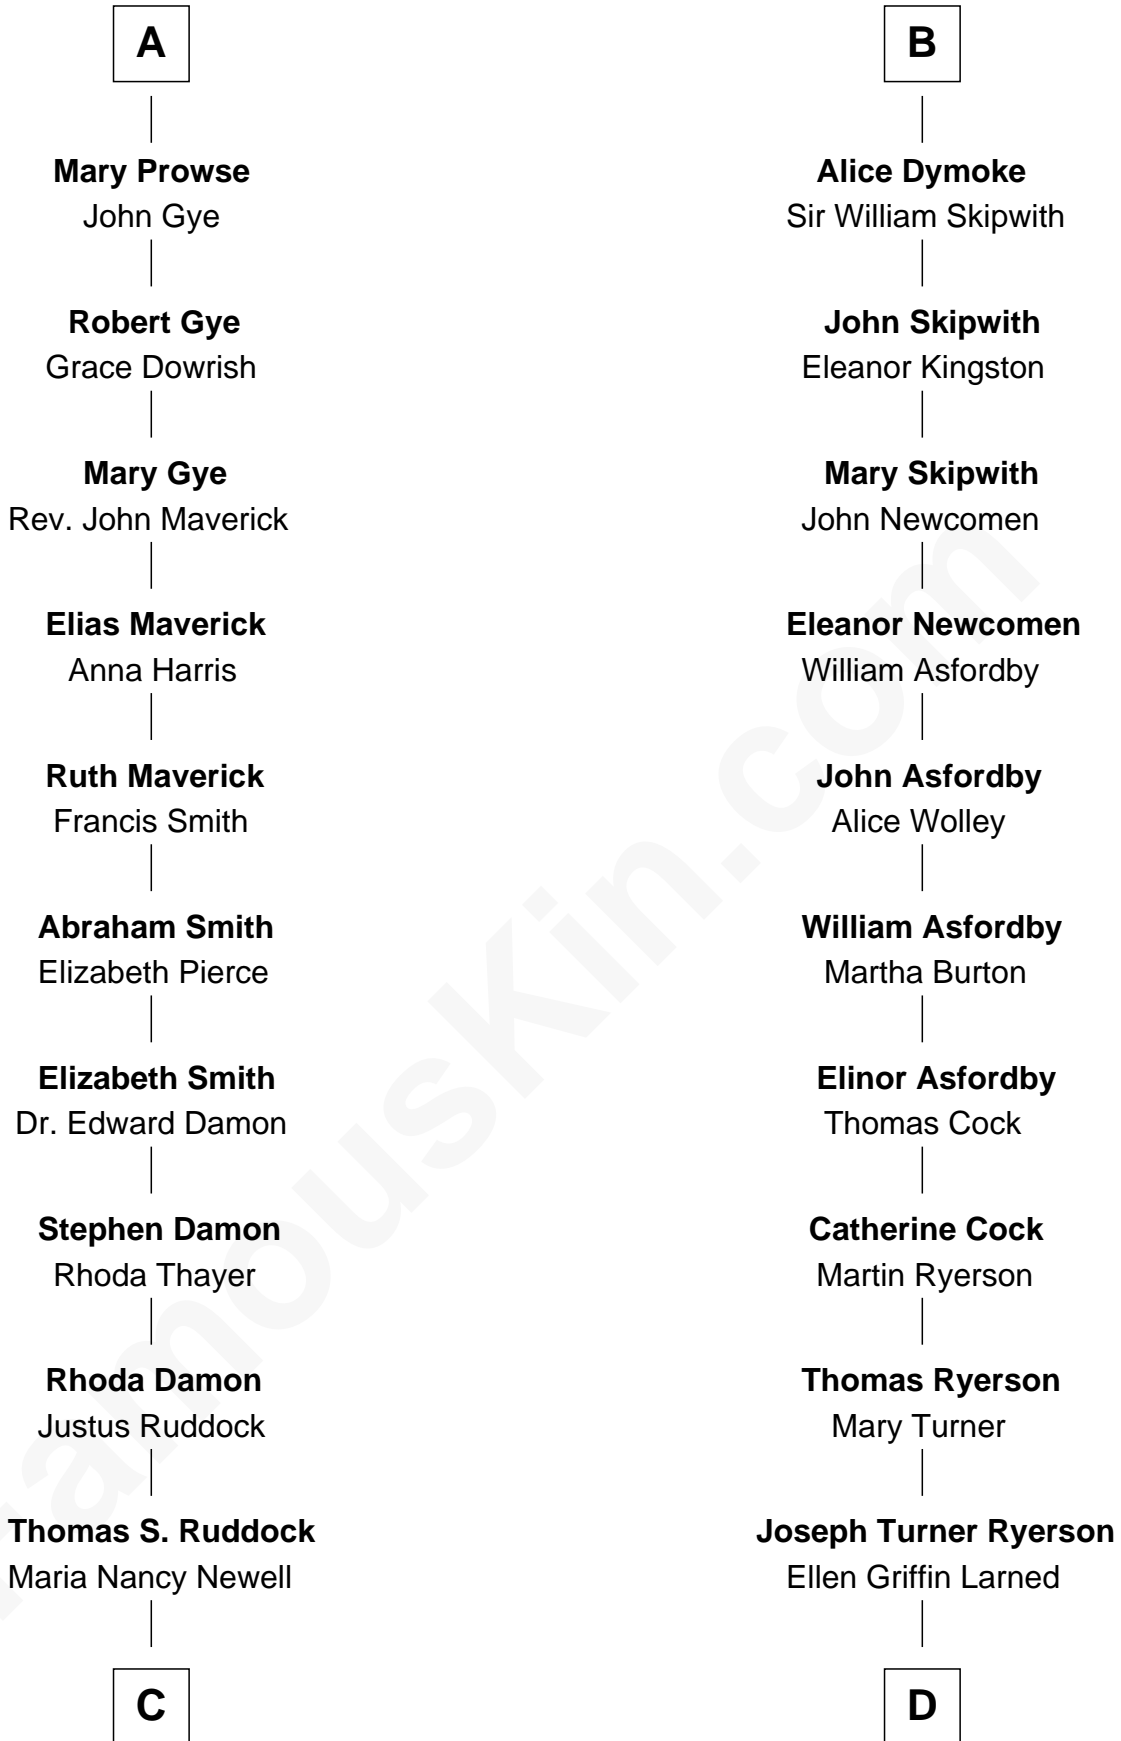 A
Mary Prowse
John Gye
Robert Gye
Grace Dowrish
Mary Gye
Rev. John Maverick
Elias Maverick
Anna Harris
Ruth Maverick
Francis Smith
Abraham Smith
Elizabeth Pierce
Elizabeth Smith
Dr. Edward Damon
Stephen Damon
Rhoda Thayer
Rhoda Damon
Justus Ruddock
Thomas S. Ruddock
Maria Nancy Newell
C
B
Alice Dymoke
Sir William Skipwith
John Skipwith
Eleanor Kingston
Mary Skipwith
John Newcomen
Eleanor Newcomen
William Asfordby
John Asfordby
Alice Wolley
William Asfordby
Martha Burton
Elinor Asfordby
Thomas Cock
Catherine Cock
Martin Ryerson
Thomas Ryerson
Mary Turner
Joseph Turner Ryerson
Ellen Griffin Larned
D
FamousKin.com